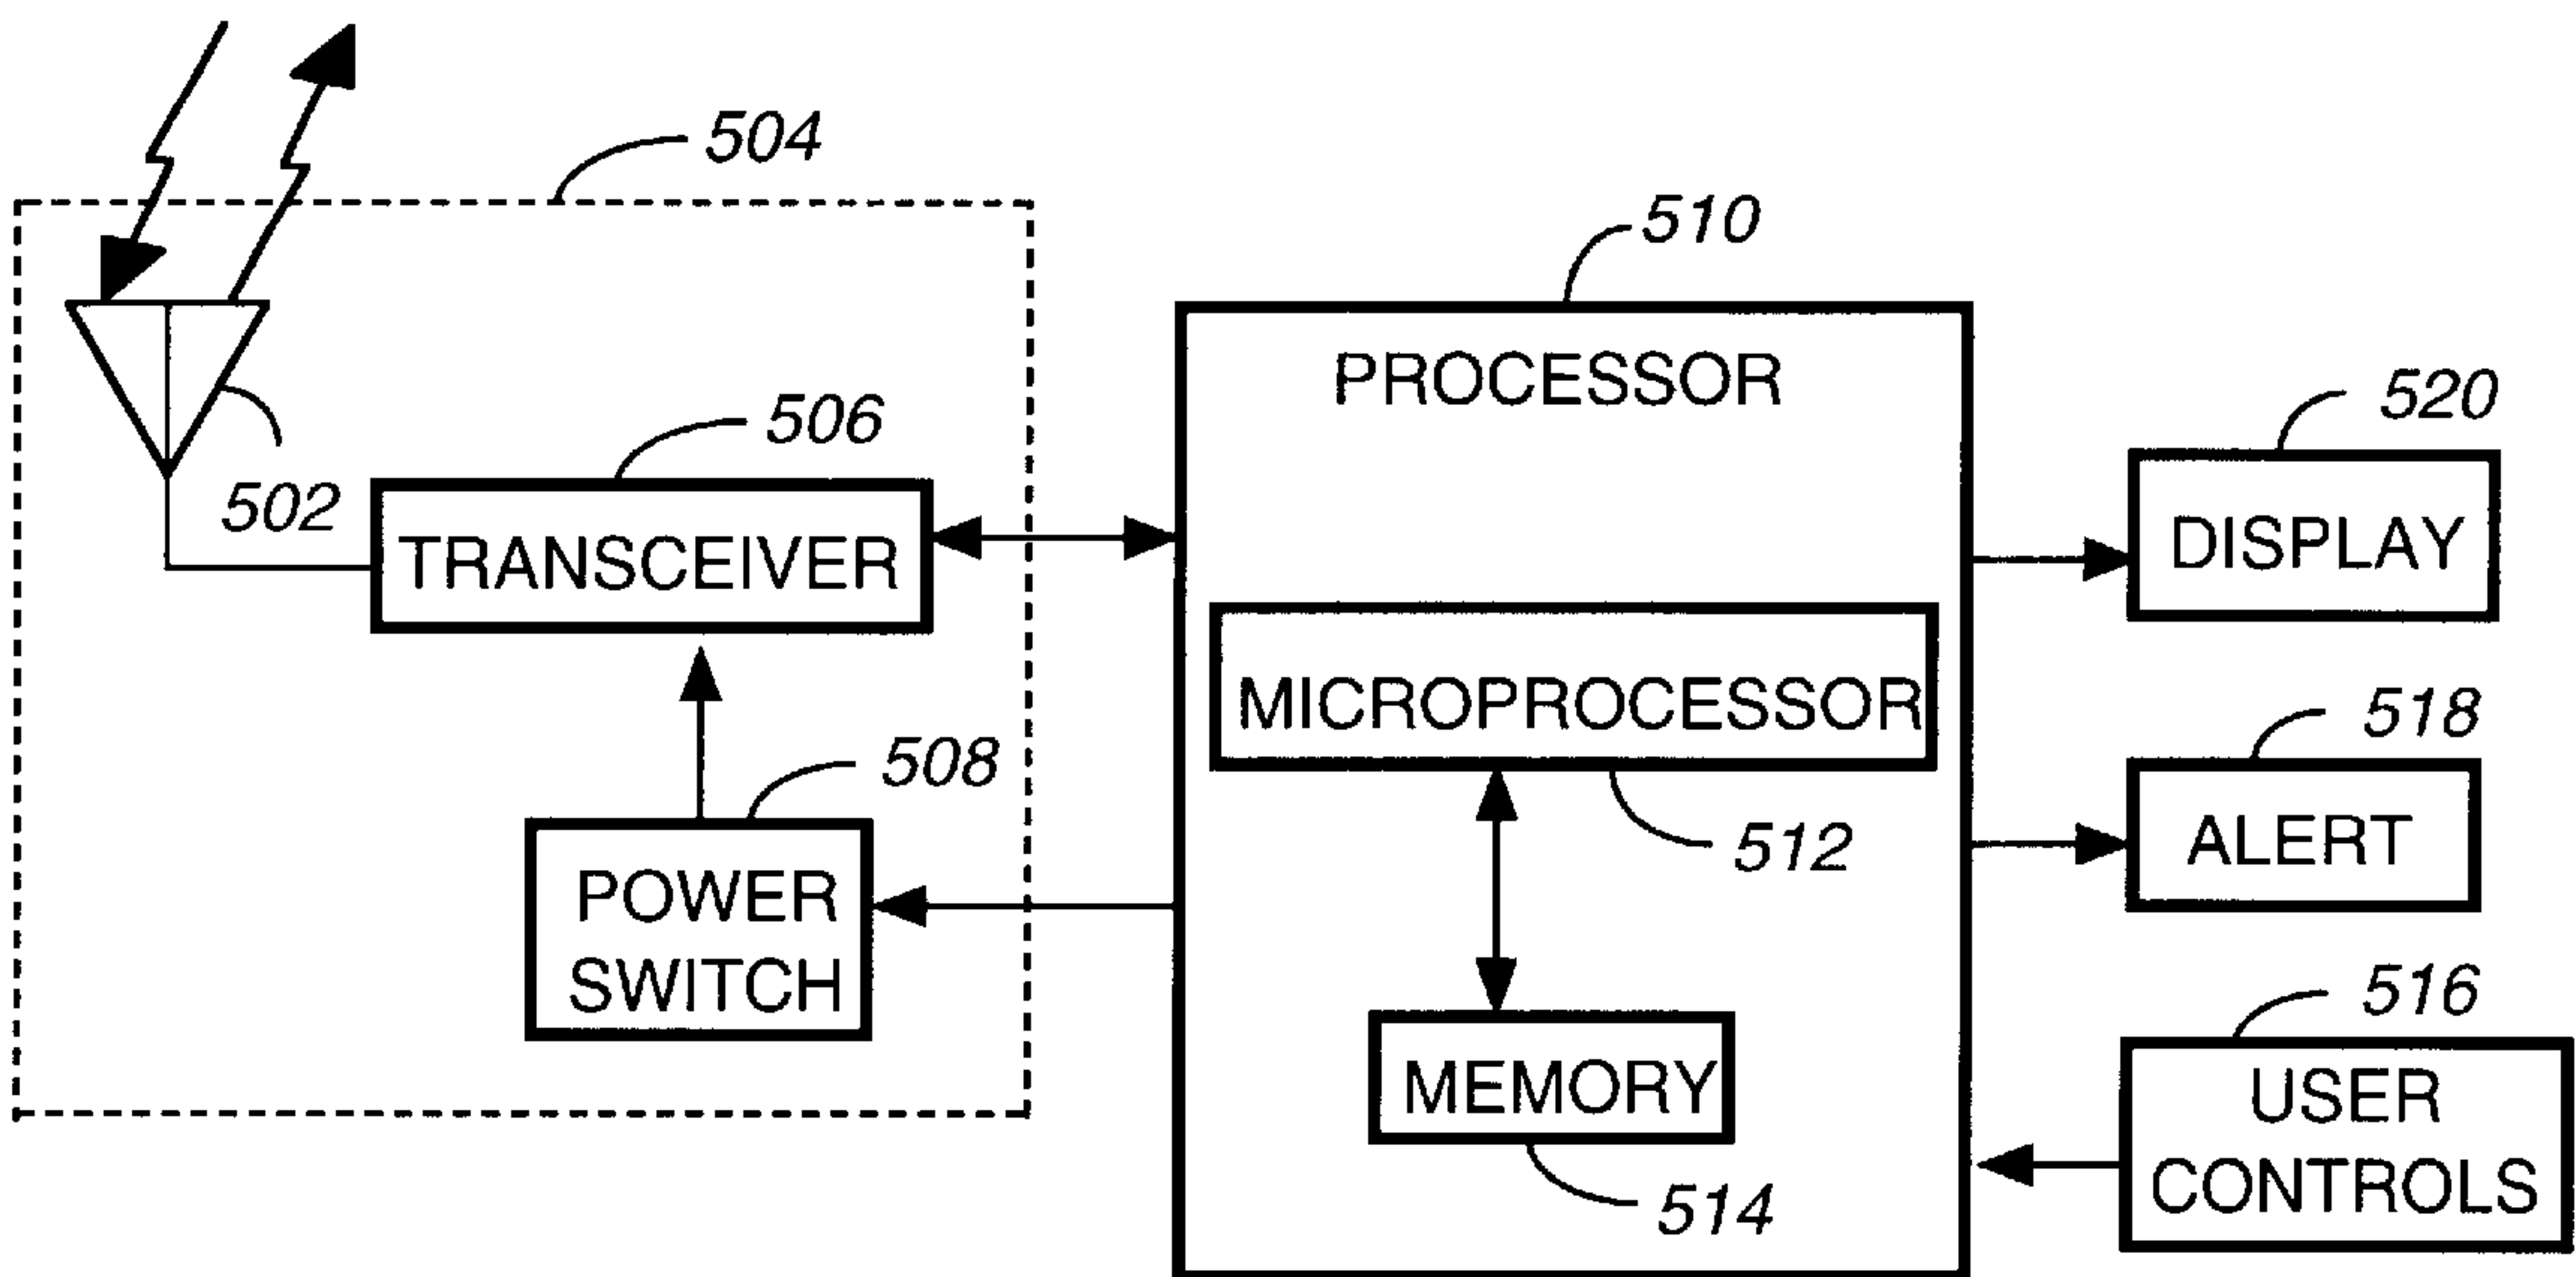 504
510
PROCESSOR
520
506
502
TRANSCEIVER
DISPLAY
MICROPROCESSOR
518
508
512
ALERT
POWER
SWITCH
516
MEMORY
USER
CONTROLS
514